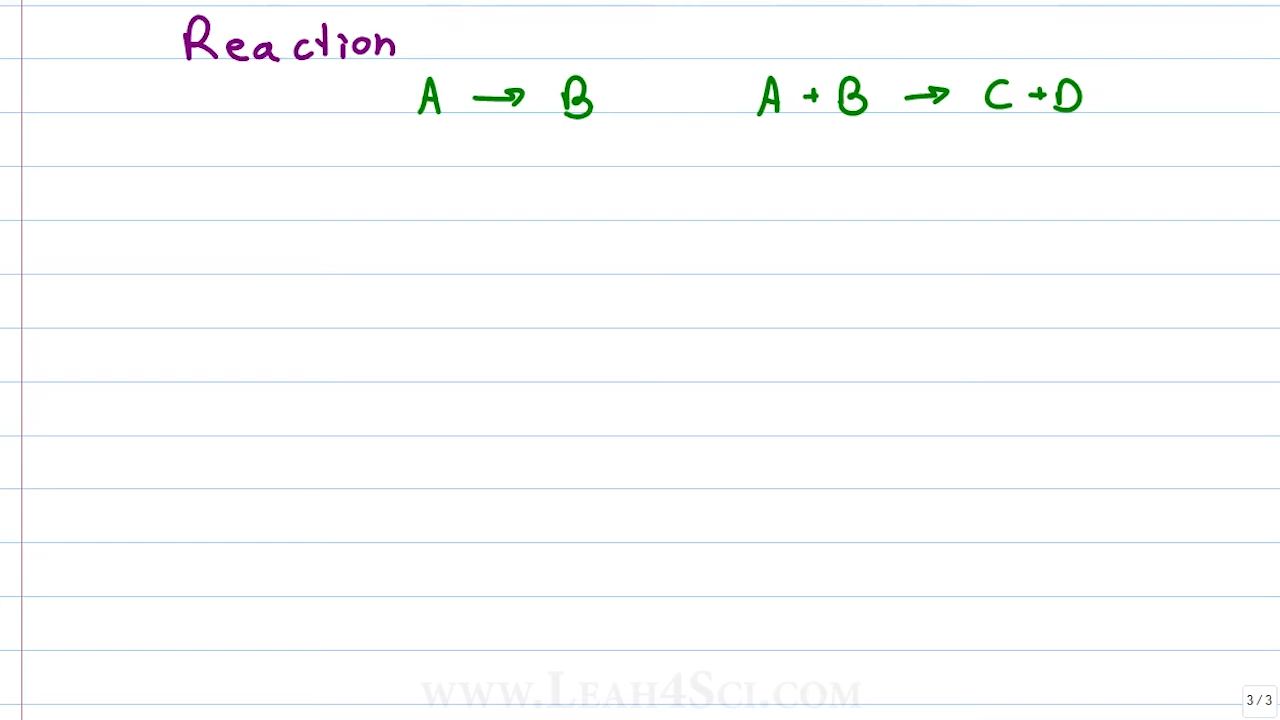 Reaction
A → B A + B → C + D
www.Leah4Sci.com
3 / 3